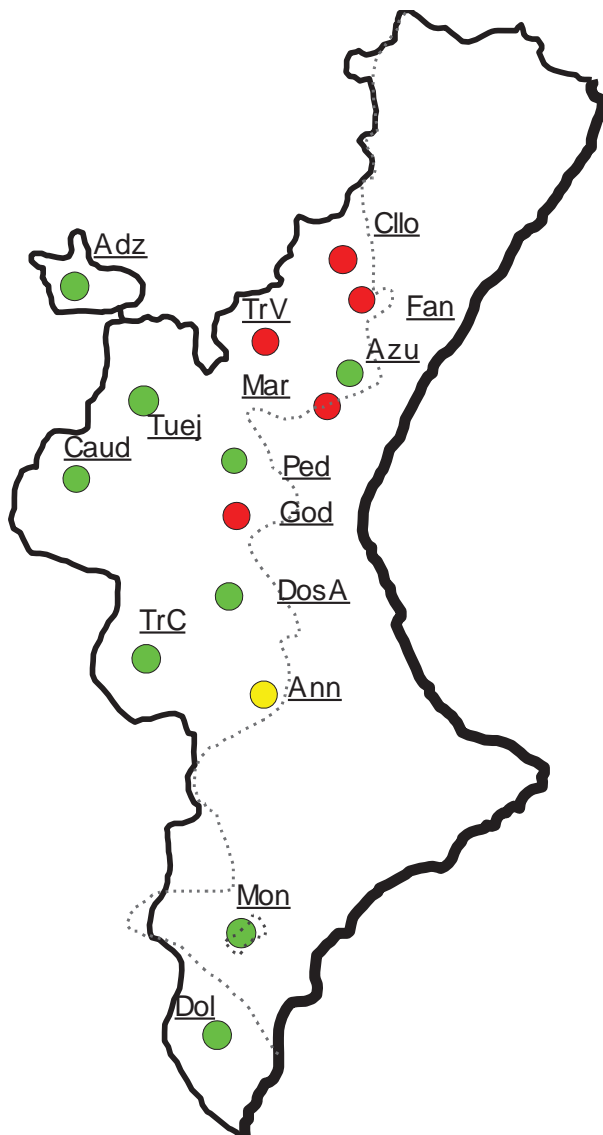 Cllo
Adz
Fan
TrV
Azu
Mar
Tuej
Caud
Ped
God
DosA
TrC
Ann
Mon
Dol